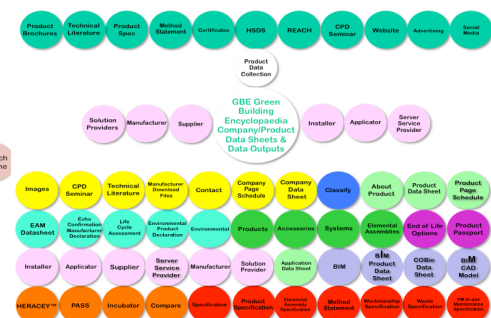 Product Brochures
Technical Literature
Product Spec
Method Statement
Certificates
HSDS
REACH
CPD Seminar
Website
Advertising
Social Media
Product Data Collection
Solution Providers
Manufacturer
Supplier
GBE Green
Building
Encyclopaedia
Company/Product
Data Sheets &
Data Outputs
Installer
Applicator
Server Service Provider
Images
CPD Seminar
Technical Literature
Manufacturer Download Files
Contact
Company Page Schedule
Company Data Sheet
Classify
About Product
Product Data Sheet
Product Page Schedule
EAM Datasheet
Echo Confirmation Manufacturer Declaration
Life Cycle Assessment
Environmental Product Declaration
Environmental
Products
Accessories
Systems
Elemental Assemblies
End of Life Options
Product Passport
Installer
Applicator
Supplier
Server Service Provider
Manufacturer
Solution Provider
Application Data Sheet
BIM
BIM Product Data Sheet
COBie Data Sheet
BIM CAD Model
HERACEY™
PASS
Incubator
Compare
Specification
Product Specification
Elemental Assembly Specification
Method Statement
Workmanship Specification
Waste Specification
FM In-use Maintenance Specification